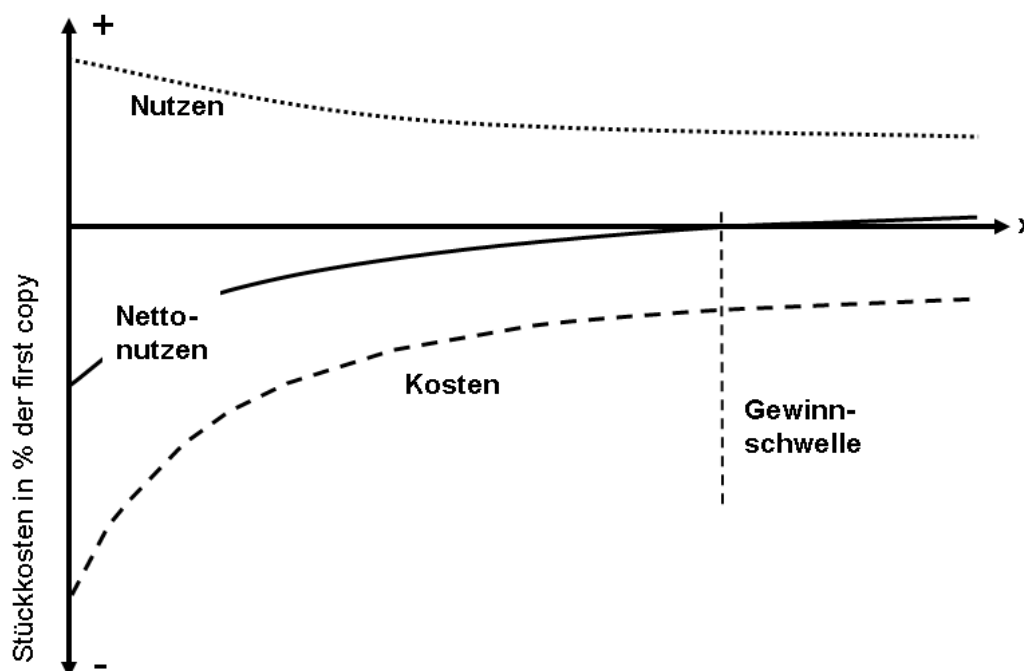 +
Nutzen
x
Netto-
nutzen
Kosten
Gewinn-
schwelle
Stückkosten in % der first copy
-